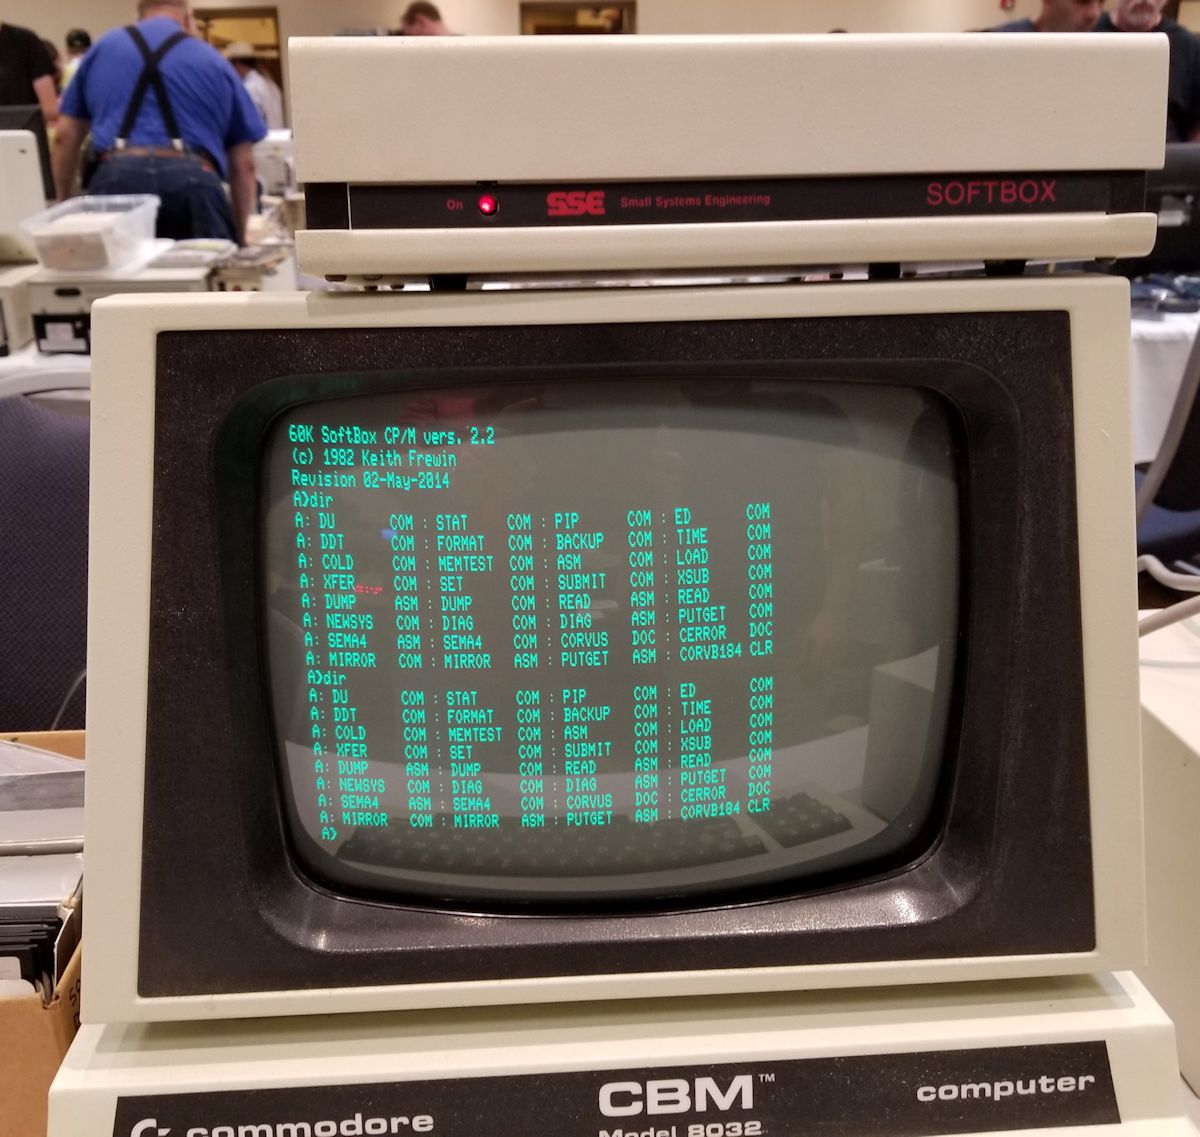 On SSE Small Systems Engineering SOFTBOX
60K SoftBox CP/M vers. 2.2
(c) 1982 Keith Frewin
Revision 02-May-2014
A>dir
A: DU COM : STAT COM : PIP COM : ED COM
A: DDT COM : FORMAT COM : BACKUP COM : TIME COM
A: COLD COM : MEMTEST COM : ASM COM : LOAD COM
A: XFER COM : SET COM : SUBMIT COM : XSUB COM
A: DUMP ASM : DUMP COM : READ ASM : READ COM
A: NEWSYS COM : DIAG COM : DIAG ASM : PUTGET COM
A: SEMA4 ASM : SEMA4 COM : CORVUS DOC : CERROR DOC
A: MIRROR COM : MIRROR ASM : PUTGET ASM : CORVB184 CLR
A>dir
A: DU COM : STAT COM : PIP COM : ED COM
A: DDT COM : FORMAT COM : BACKUP COM : TIME COM
A: COLD COM : MEMTEST COM : ASM COM : LOAD COM
A: XFER COM : SET COM : SUBMIT COM : XSUB COM
A: DUMP ASM : DUMP COM : READ ASM : READ COM
A: NEWSYS COM : DIAG COM : DIAG ASM : PUTGET COM
A: SEMA4 ASM : SEMA4 COM : CORVUS DOC : CERROR DOC
A: MIRROR COM : MIRROR ASM : PUTGET ASM : CORVB184 CLR
A>
commodore CBM™ computer
Model 8032